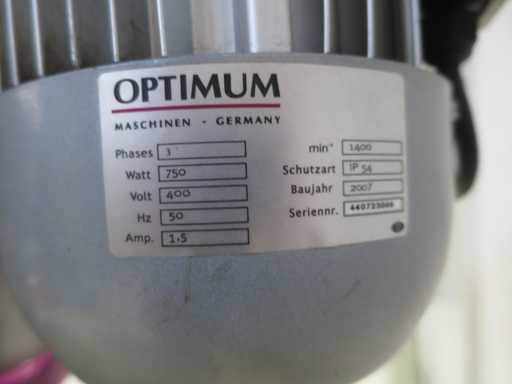 OPTIMUM
MASCHINEN - GERMANY
Phases 3
Watt 750
Volt 400
Hz 50
Amp. 1.5
min⁻¹ 1400
Schutzart IP 54
Baujahr 2007
Seriennr.